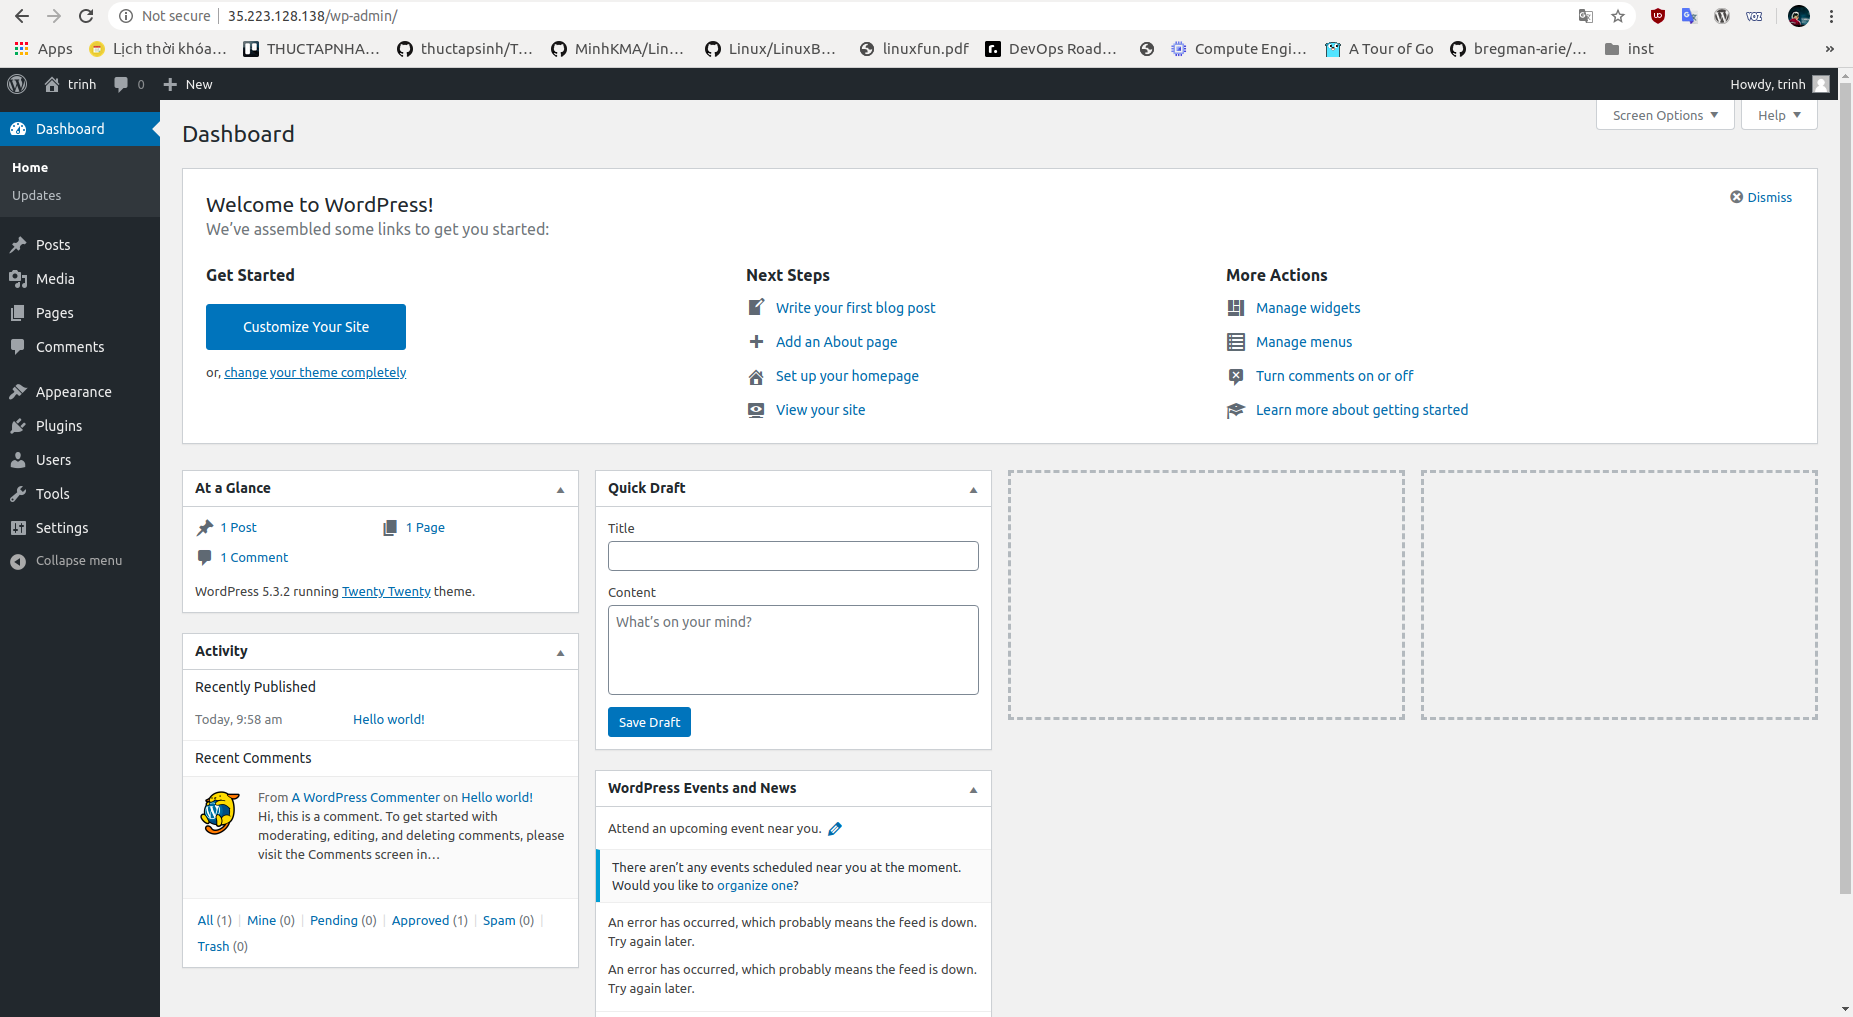 Not secure | 35.223.128.138/wp-admin/
Apps Lịch thời khóa... THUCTAPNHA... thuctapsinh/T... MinhKMA/Lin... Linux/LinuxB... linuxfun.pdf DevOps Road... Compute Engi... A Tour of Go bregman-arie/... inst »
trinh 0 New Howdy, trinh
Dashboard
Home
Updates
Posts
Media
Pages
Comments
Appearance
Plugins
Users
Tools
Settings
Collapse menu
Dashboard
Screen Options Help
Welcome to WordPress!
We've assembled some links to get you started:
Dismiss
Get Started
Customize Your Site
or, change your theme completely
Next Steps
Write your first blog post
Add an About page
Set up your homepage
View your site
More Actions
Manage widgets
Manage menus
Turn comments on or off
Learn more about getting started
At a Glance
1 Post 1 Page
1 Comment
WordPress 5.3.2 running Twenty Twenty theme.
Activity
Recently Published
Today, 9:58 am Hello world!
Recent Comments
From A WordPress Commenter on Hello world!
Hi, this is a comment. To get started with
moderating, editing, and deleting comments, please
visit the Comments screen in…
All (1) | Mine (0) | Pending (0) | Approved (1) | Spam (0) |
Trash (0)
Quick Draft
Title
Content
What's on your mind?
Save Draft
WordPress Events and News
Attend an upcoming event near you.
There aren't any events scheduled near you at the moment.
Would you like to organize one?
An error has occurred, which probably means the feed is down.
Try again later.
An error has occurred, which probably means the feed is down.
Try again later.